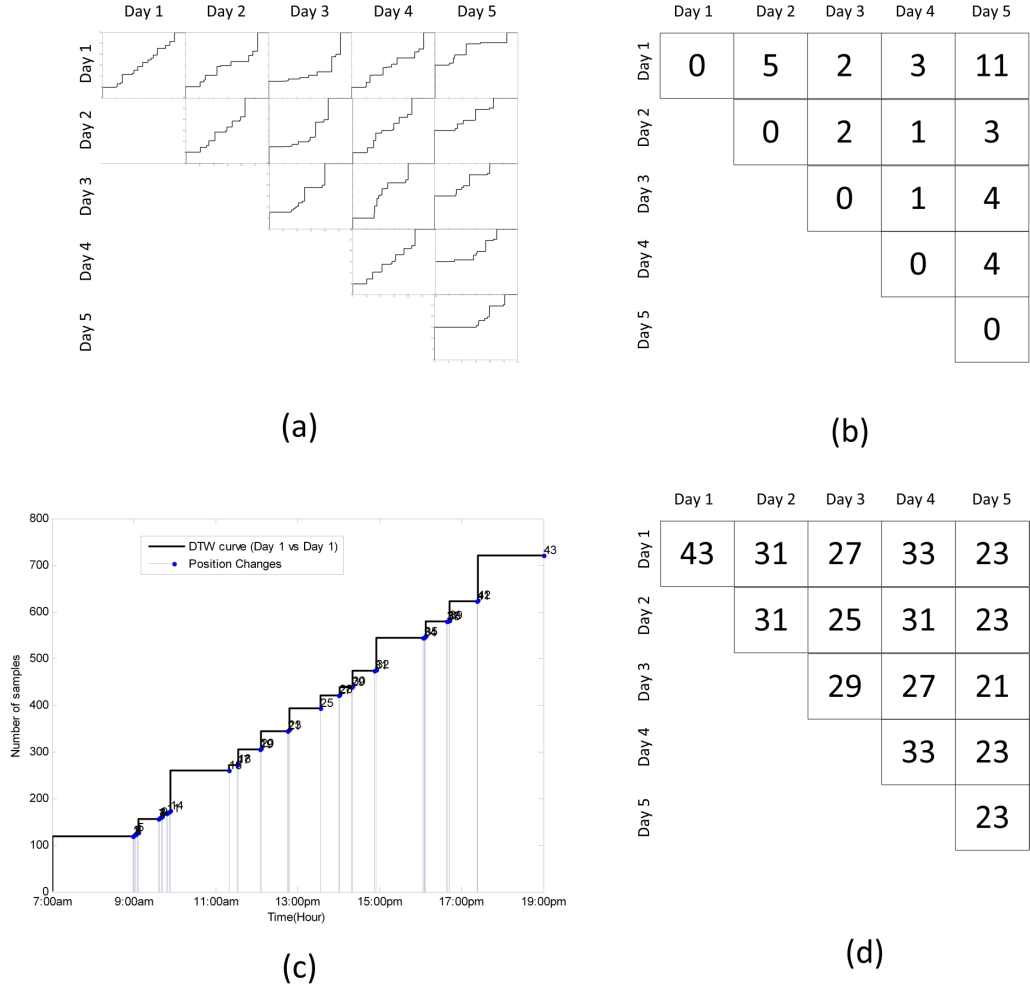 Day 1 Day 2 Day 3 Day 4 Day 5
Day 1
Day 2
Day 3
Day 4
Day 5
(a)
Day 1 Day 2 Day 3 Day 4 Day 5
Day 1 0 5 2 3 11
Day 2 0 2 1 3
Day 3 0 1 4
Day 4 0 4
Day 5 0
(b)
800
700
600
500
400
300
200
100
0
Number of samples
DTW curve (Day 1 vs Day 1)
Position Changes
5
14
25
32
43
7:00am 9:00am 11:00am 13:00pm 15:00pm 17:00pm 19:00pm
Time(Hour)
(c)
Day 1 Day 2 Day 3 Day 4 Day 5
Day 1 43 31 27 33 23
Day 2 31 25 31 23
Day 3 29 27 21
Day 4 33 23
Day 5 23
(d)